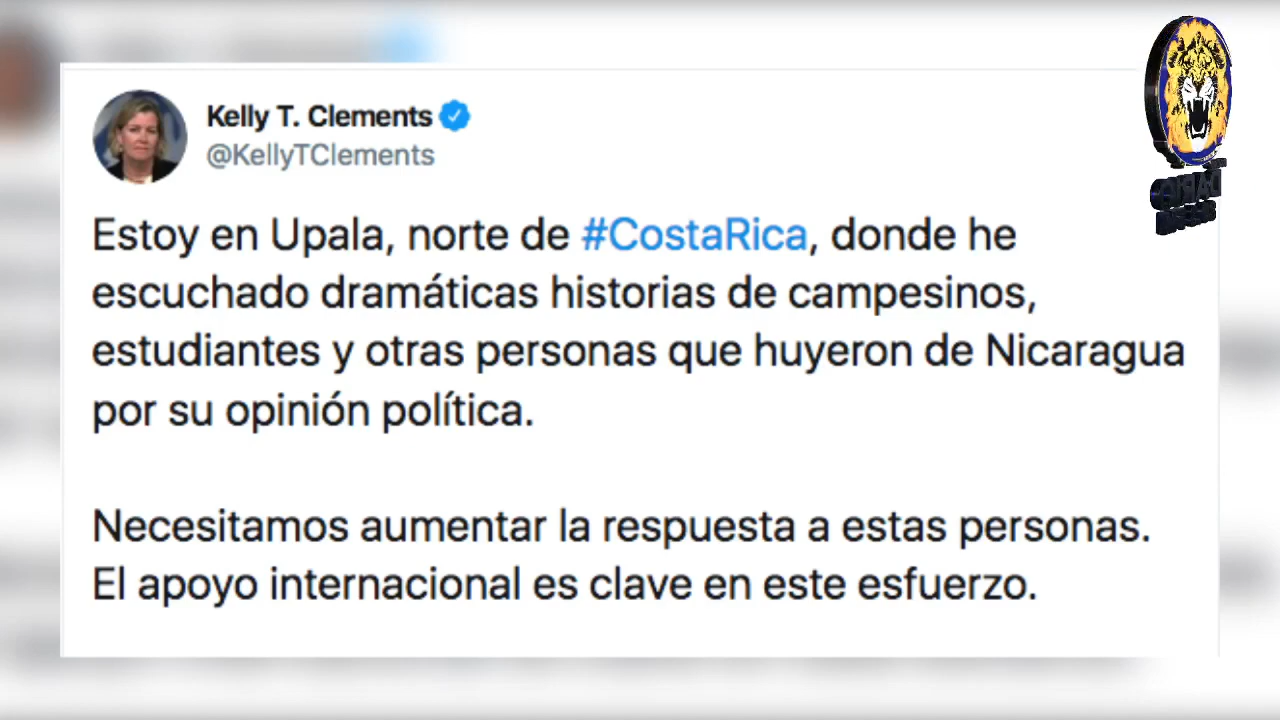 Kelly T. Clements
@KellyTClements
Estoy en Upala, norte de #CostaRica, donde he
escuchado dramáticas historias de campesinos,
estudiantes y otras personas que huyeron de Nicaragua
por su opinión política.
Necesitamos aumentar la respuesta a estas personas.
El apoyo internacional es clave en este esfuerzo.